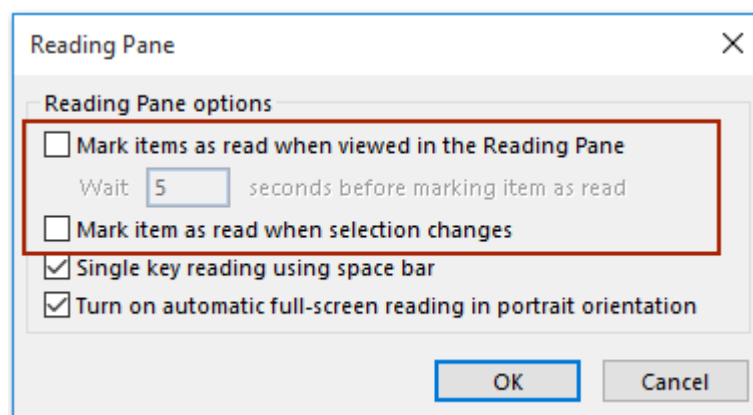 Reading Pane
Reading Pane options
Mark items as read when viewed in the Reading Pane
Wait 5 seconds before marking item as read
Mark item as read when selection changes
Single key reading using space bar
Turn on automatic full-screen reading in portrait orientation
OK Cancel